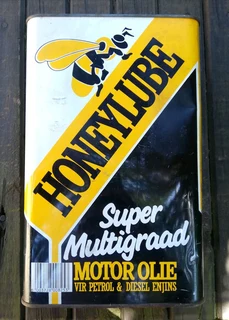 HONEYLUBE
Super
Multigraad
MOTOR OLIE
VIR PETROL & DIESEL ENJINS